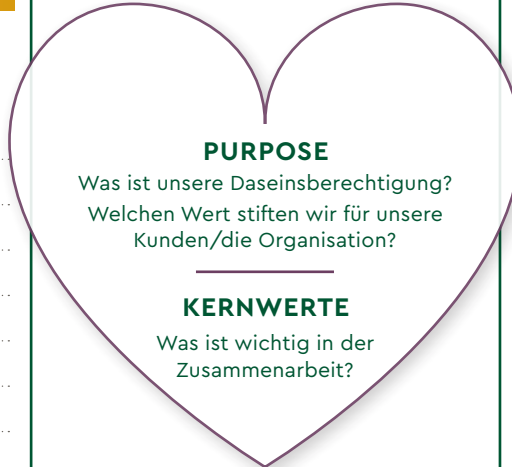 PURPOSE
Was ist unsere Daseinsberechtigung?
Welchen Wert stiften wir für unsere
Kunden/die Organisation?
KERNWERTE
Was ist wichtig in der
Zusammenarbeit?